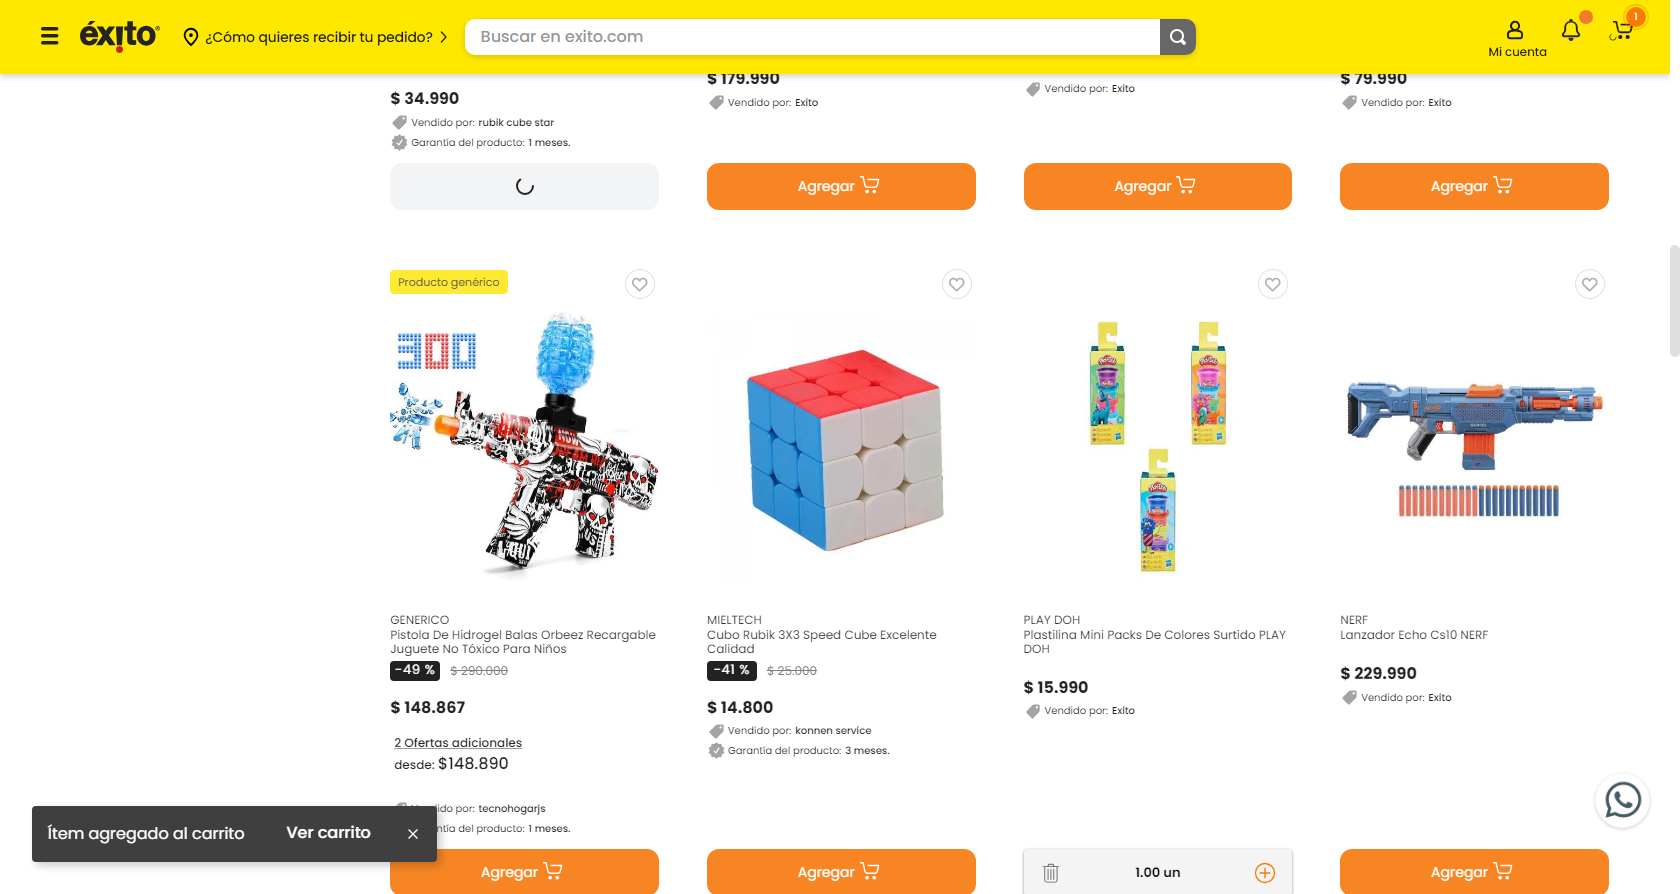 éxito
¿Cómo quieres recibir tu pedido?
Buscar en exito.com
Mi cuenta
1
$ 34.990
Vendido por: rubik cube star
Garantía del producto: 1 meses.
$ 179.990
Vendido por: Exito
Agregar
Vendido por: Exito
Agregar
$ 79.990
Vendido por: Exito
Agregar
Producto genérico
300
GENERICO
Pistola De Hidrogel Balas Orbeez Recargable
Juguete No Tóxico Para Niños
-49 % $ 290.000
$ 148.867
2 Ofertas adicionales
desde: $148.890
Vendido por: tecnohogarjs
ntía del producto: 1 meses.
Agregar
MIELTECH
Cubo Rubik 3X3 Speed Cube Excelente
Calidad
-41 % $ 25.000
$ 14.800
Vendido por: konnen service
Garantía del producto: 3 meses.
Agregar
PLAY DOH
Plastilina Mini Packs De Colores Surtido PLAY
DOH
$ 15.990
Vendido por: Exito
1.00 un
NERF
Lanzador Echo Cs10 NERF
$ 229.990
Vendido por: Exito
Agregar
Ítem agregado al carrito
Ver carrito